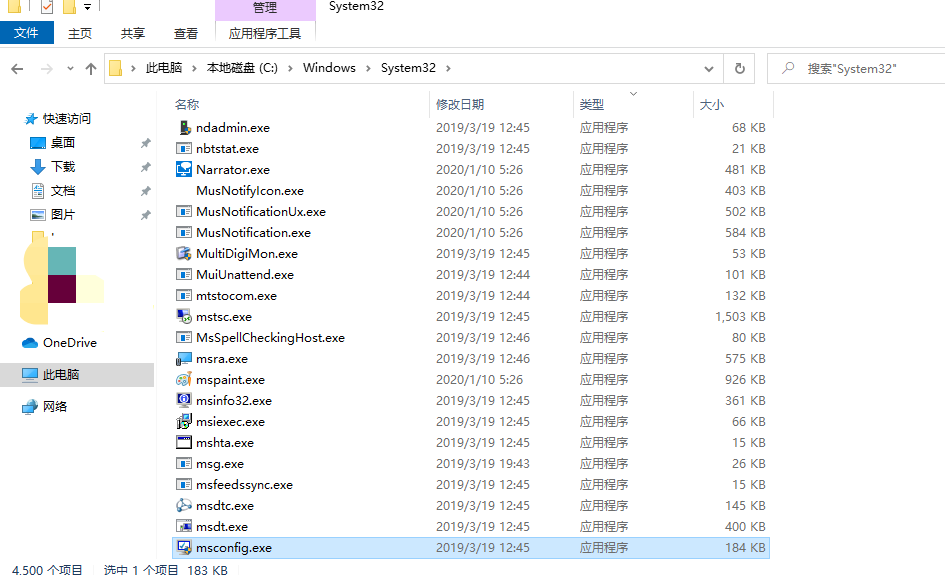 管理 System32
文件 主页 共享 查看 应用程序工具
此电脑 本地磁盘 (C:) Windows System32 搜索"System32"
名称 修改日期 类型 大小
快速访问
桌面
下载
文档
图片
OneDrive
此电脑
网络
ndadmin.exe 2019/3/19 12:45 应用程序 68 KB
nbtstat.exe 2019/3/19 12:45 应用程序 21 KB
Narrator.exe 2020/1/10 5:26 应用程序 481 KB
MusNotifyIcon.exe 2020/1/10 5:26 应用程序 403 KB
MusNotificationUx.exe 2020/1/10 5:26 应用程序 502 KB
MusNotification.exe 2020/1/10 5:26 应用程序 584 KB
MultiDigiMon.exe 2019/3/19 12:45 应用程序 53 KB
MuiUnattend.exe 2019/3/19 12:44 应用程序 101 KB
mtstocom.exe 2019/3/19 12:44 应用程序 132 KB
mstsc.exe 2019/3/19 12:45 应用程序 1,503 KB
MsSpellCheckingHost.exe 2019/3/19 12:46 应用程序 80 KB
msra.exe 2019/3/19 12:46 应用程序 575 KB
mspaint.exe 2020/1/10 5:26 应用程序 926 KB
msinfo32.exe 2019/3/19 12:45 应用程序 361 KB
msiexec.exe 2019/3/19 12:45 应用程序 66 KB
mshta.exe 2019/3/19 12:45 应用程序 15 KB
msg.exe 2019/3/19 19:43 应用程序 26 KB
msfeedssync.exe 2019/3/19 12:45 应用程序 15 KB
msdtc.exe 2019/3/19 12:45 应用程序 145 KB
msdt.exe 2019/3/19 12:45 应用程序 400 KB
msconfig.exe 2019/3/19 12:45 应用程序 184 KB
4,500 个项目 选中 1 个项目 183 KB